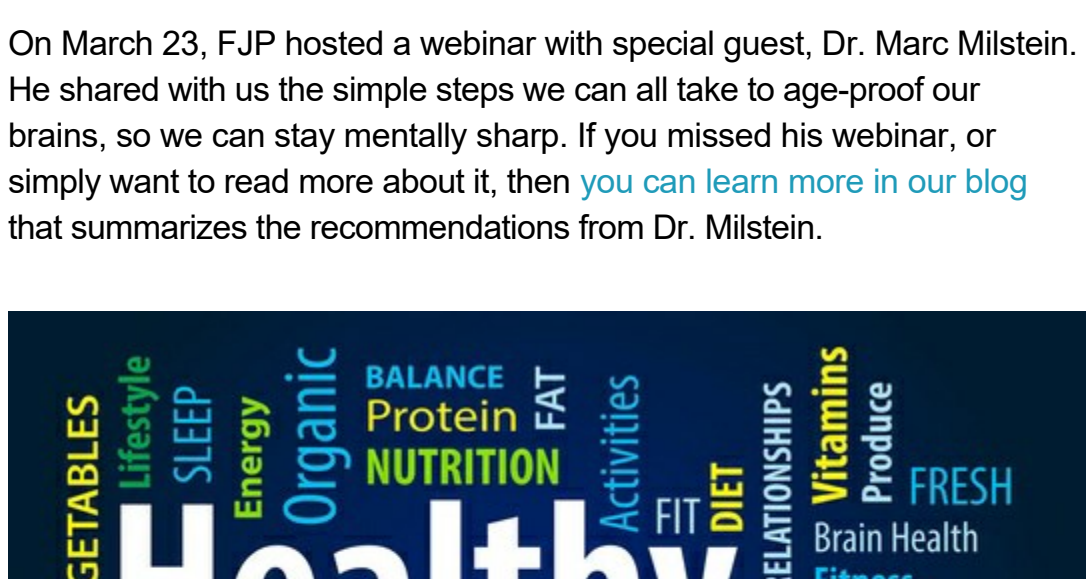 On March 23, FJP hosted a webinar with special guest, Dr. Marc Milstein.
He shared with us the simple steps we can all take to age-proof our
brains, so we can stay mentally sharp. If you missed his webinar, or
simply want to read more about it, then you can learn more in our blog
that summarizes the recommendations from Dr. Milstein.
GETABLES
Lifestyle
SLEEP
Energy
Organic
BALANCE
Protein
FAT
NUTRITION
Activities
FIT
DIET
RELATIONSHIPS
Vitamins
Produce
FRESH
Brain Health
Fitness
Healthy